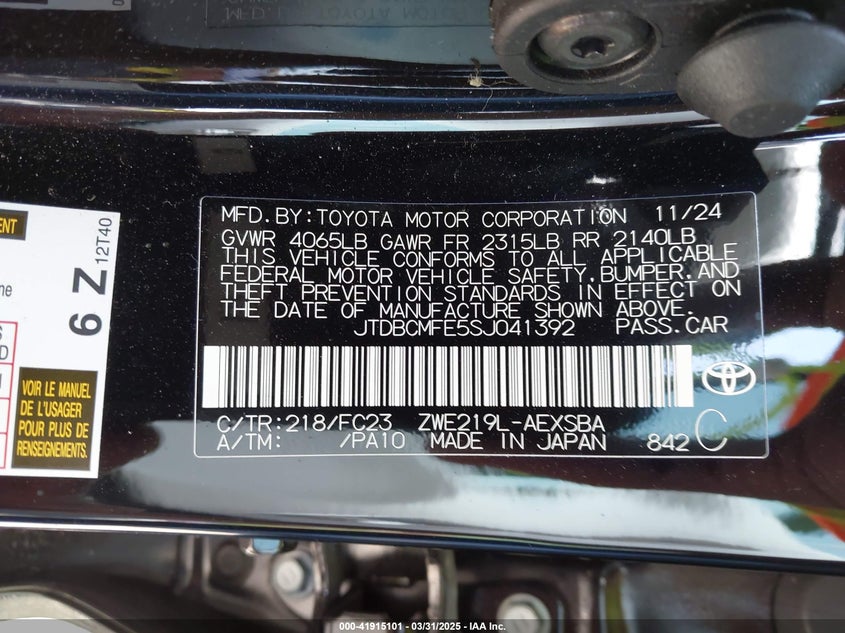 MFD.BY:TOYOTA MOTOR CORPORATION 11/24
GVWR 4065LB GAWR FR 2315LB RR 2140LB
THIS VEHICLE CONFORMS TO ALL APPLICABLE
FEDERAL MOTOR VEHICLE SAFETY,BUMPER,AND
THEFT PREVENTION STANDARDS IN EFFECT ON
THE DATE OF MANUFACTURE SHOWN ABOVE.
JTDBCMFE5SJ041392 PASS.CAR
C/TR:218/FC23 ZWE219L-AEXSBA
A/TM: /PA10 MADE IN JAPAN 842 C
6 Z 12T40
VOIR LE MANUEL
DE L'USAGER
POUR PLUS DE
RENSEIGNEMENTS.
000-41915101 - 03/31/2025 - IAA Inc.